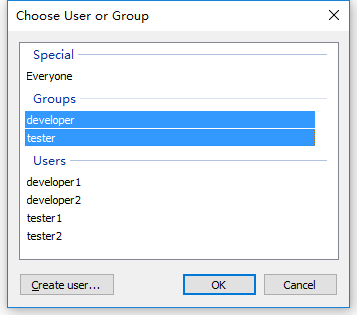 Choose User or Group
Special
Everyone
Groups
developer
tester
Users
developer1
developer2
tester1
tester2
Create user...
OK
Cancel